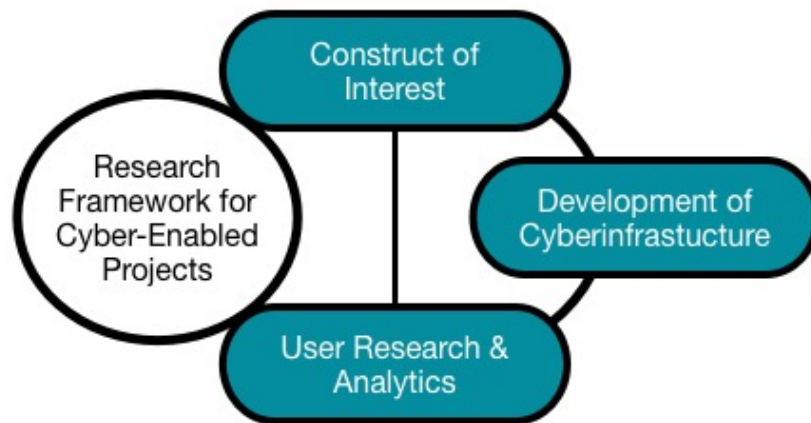 Construct of
Interest
Research
Framework for
Cyber-Enabled
Projects
Development of
Cyberinfrastucture
User Research &
Analytics